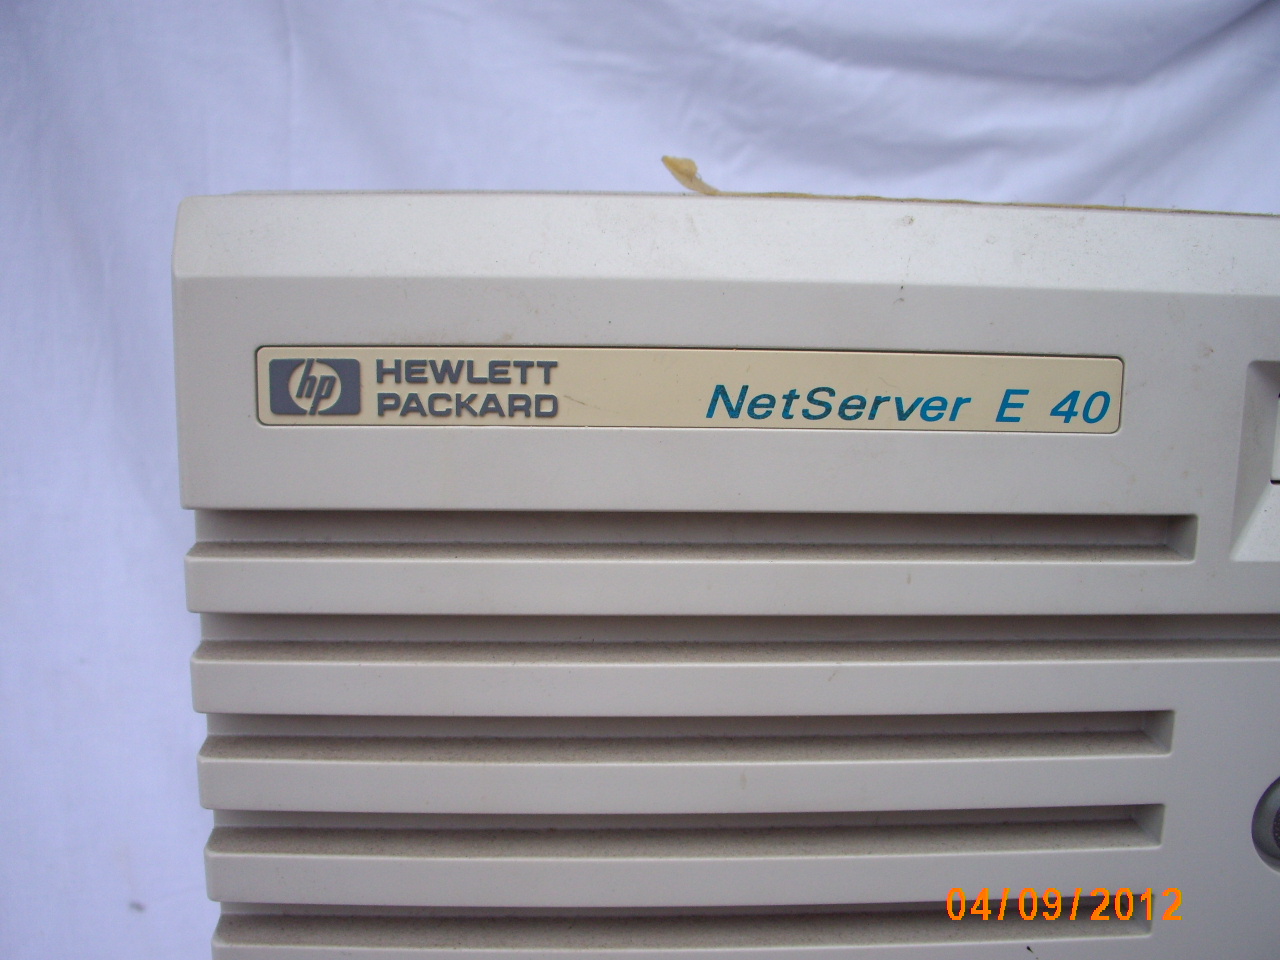 hp HEWLETT
PACKARD
NetServer E 40
04/09/2012